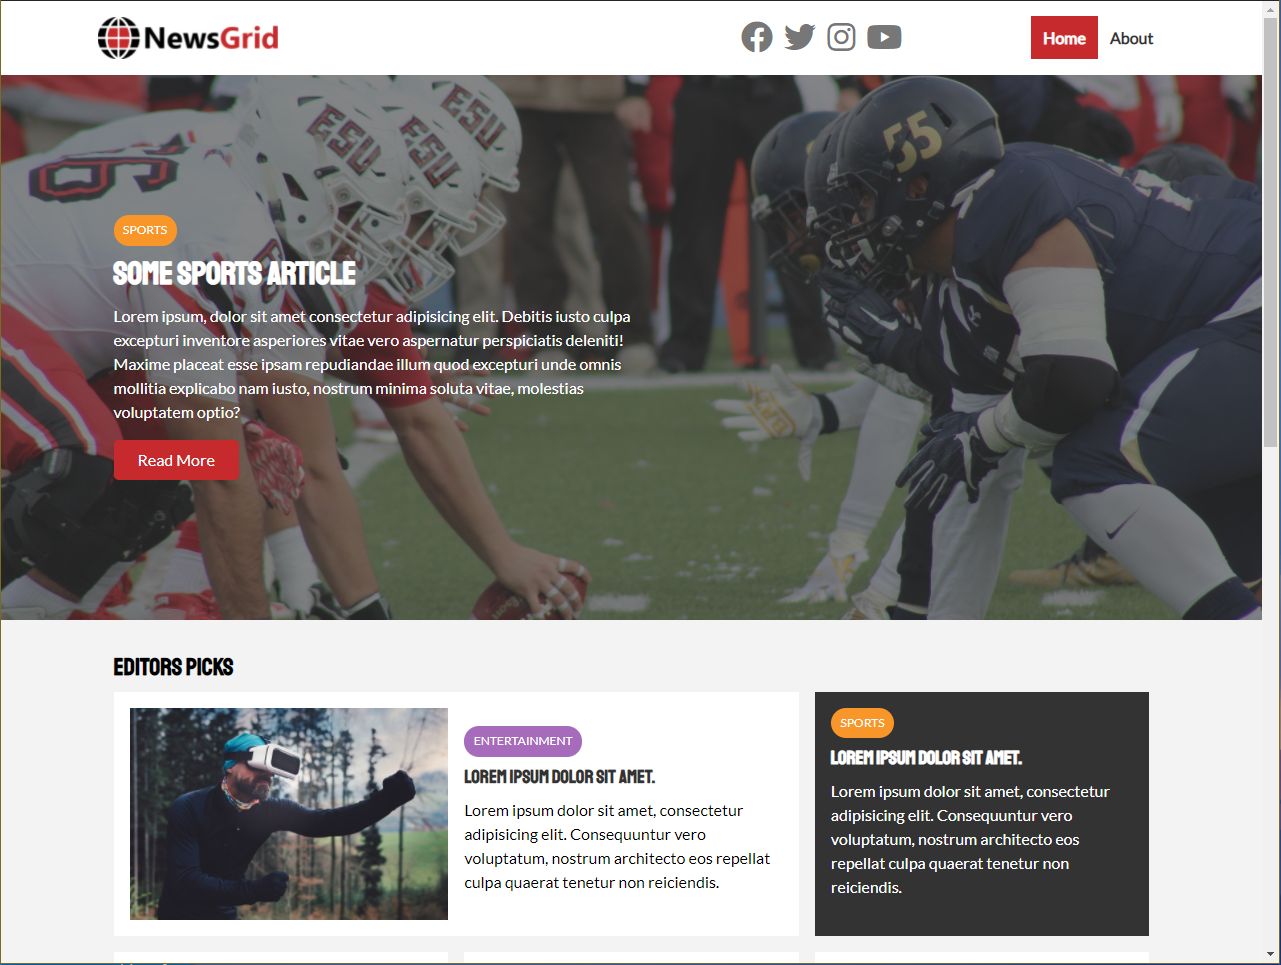 NewsGrid
Home About
ESU ESU ESU
55
SPORTS
SOME SPORTS ARTICLE
Lorem ipsum, dolor sit amet consectetur adipisicing elit. Debitis iusto culpa
excepturi inventore asperiores vitae vero aspernatur perspiciatis deleniti!
Maxime placeat esse ipsam repudiandae illum quod excepturi unde omnis
mollitia explicabo nam iusto, nostrum minima soluta vitae, molestias
voluptatem optio?
Read More
EDITORS PICKS
ENTERTAINMENT
LOREM IPSUM DOLOR SIT AMET.
Lorem ipsum dolor sit amet, consectetur
adipisicing elit. Consequuntur vero
voluptatum, nostrum architecto eos repellat
culpa quaerat tenetur non reiciendis.
SPORTS
LOREM IPSUM DOLOR SIT AMET.
Lorem ipsum dolor sit amet, consectetur
adipisicing elit. Consequuntur vero
voluptatum, nostrum architecto eos
repellat culpa quaerat tenetur non
reiciendis.